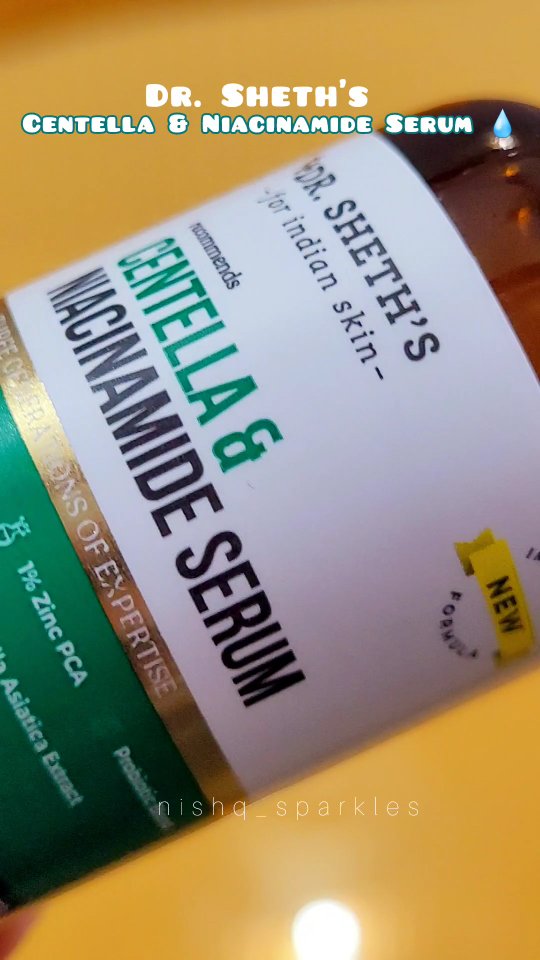 Dr. Sheth's
Centella & Niacinamide Serum 💧
DR. SHETH'S
-for indian skin-
recommends
CENTELLA &
NIACINAMIDE SERUM
OF EXPERTISE
1% Zinc PCA
Asiatica Extract
NEW
FORMULA
nishq_sparkles